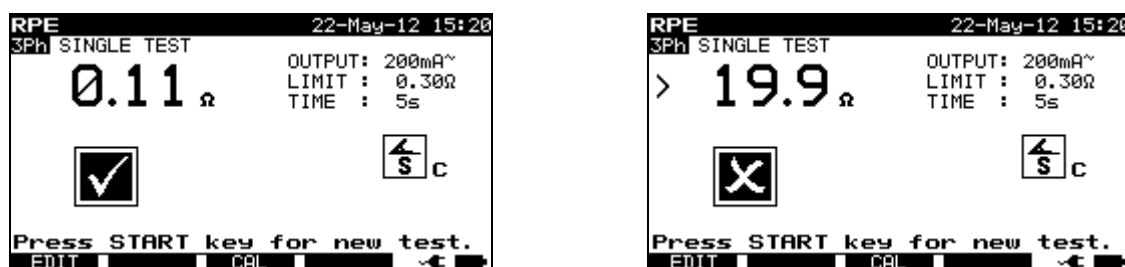 RPE 22-May-12 15:20
3Ph SINGLE TEST
0.11 Ω
OUTPUT: 200mA~
LIMIT : 0.30Ω
TIME : 5s
S C
Press START key for new test.
EDIT CAL
RPE 22-May-12 15:20
3Ph SINGLE TEST
> 19.9 Ω
OUTPUT: 200mA~
LIMIT : 0.30Ω
TIME : 5s
S C
Press START key for new test.
EDIT CAL